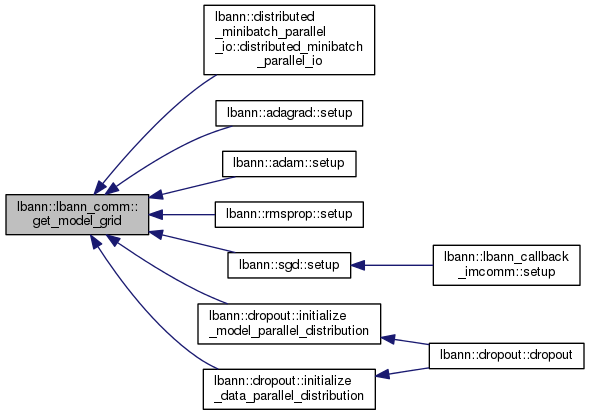 lbann::distributed
_minibatch_parallel
_io::distributed_minibatch
_parallel_io
lbann::adagrad::setup
lbann::adam::setup
lbann::lbann_comm::
get_model_grid
lbann::rmsprop::setup
lbann::sgd::setup
lbann::lbann_callback
_imcomm::setup
lbann::dropout::initialize
_model_parallel_distribution
lbann::dropout::dropout
lbann::dropout::initialize
_data_parallel_distribution